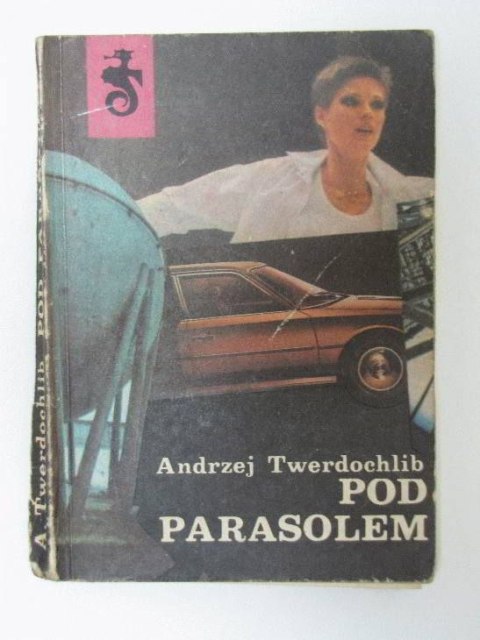 Andrzej Twerdochlib
POD
PARASOLEM
A Twerdochlib POD PARASOLEM